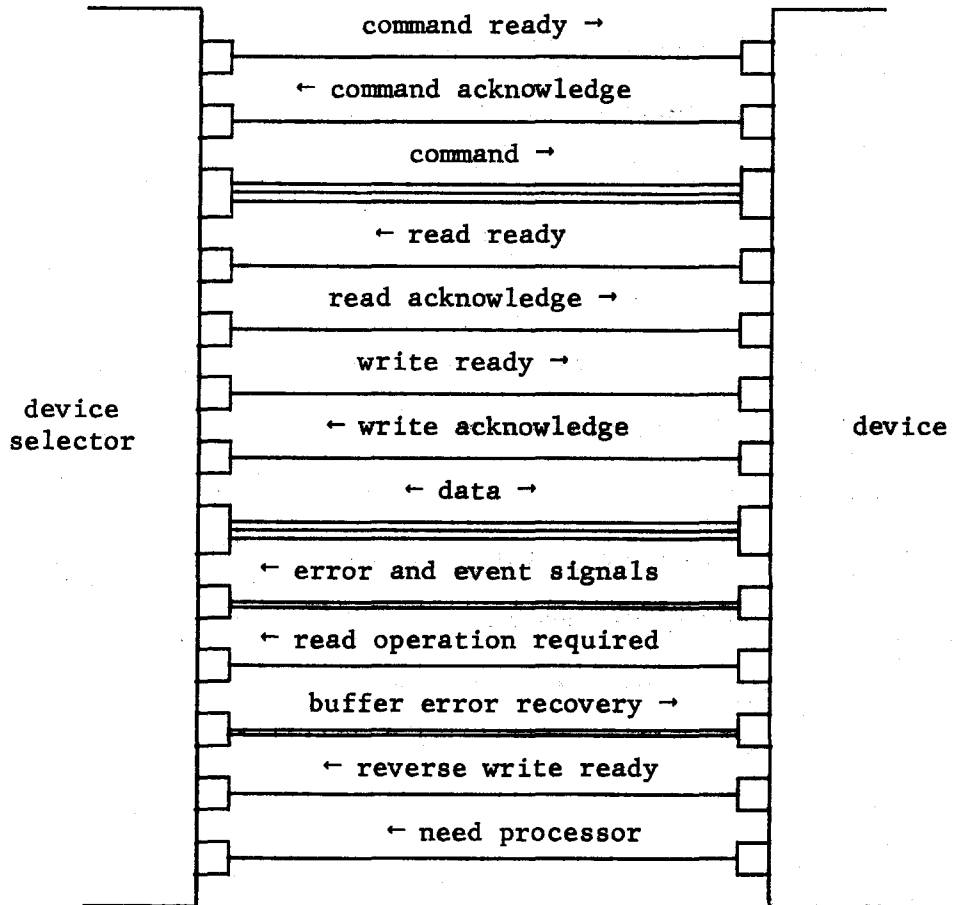 command ready →
← command acknowledge
command →
← read ready
read acknowledge →
write ready →
device
selector
← write acknowledge
device
← data →
← error and event signals
← read operation required
buffer error recovery →
← reverse write ready
← need processor